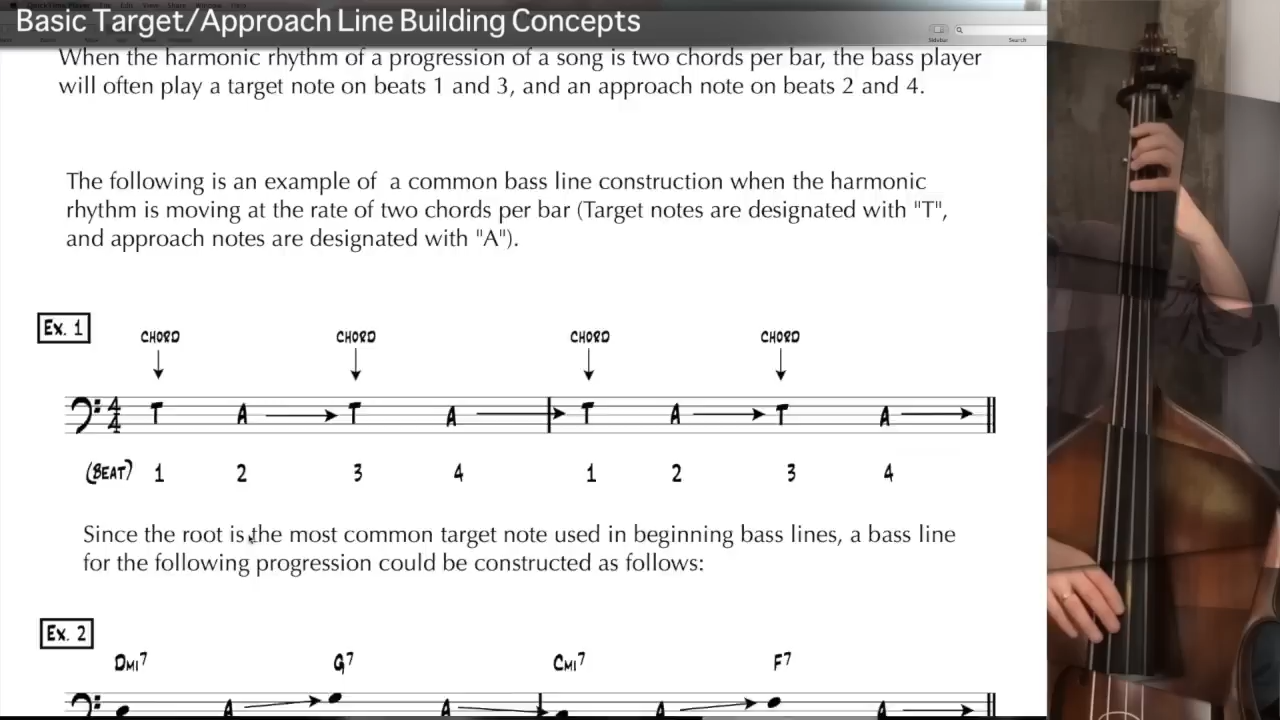 Basic Target/Approach Line Building Concepts
When the harmonic rhythm of a progression of a song is two chords per bar, the bass player
will often play a target note on beats 1 and 3, and an approach note on beats 2 and 4.
The following is an example of a common bass line construction when the harmonic
rhythm is moving at the rate of two chords per bar (Target notes are designated with "T",
and approach notes are designated with "A").
Ex. 1
CHORD CHORD CHORD CHORD
4/4 T A T A T A T A
(BEAT) 1 2 3 4 1 2 3 4
Since the root is the most common target note used in beginning bass lines, a bass line
for the following progression could be constructed as follows:
Ex. 2
DMI7 G7 CMI7 F7
A A A A